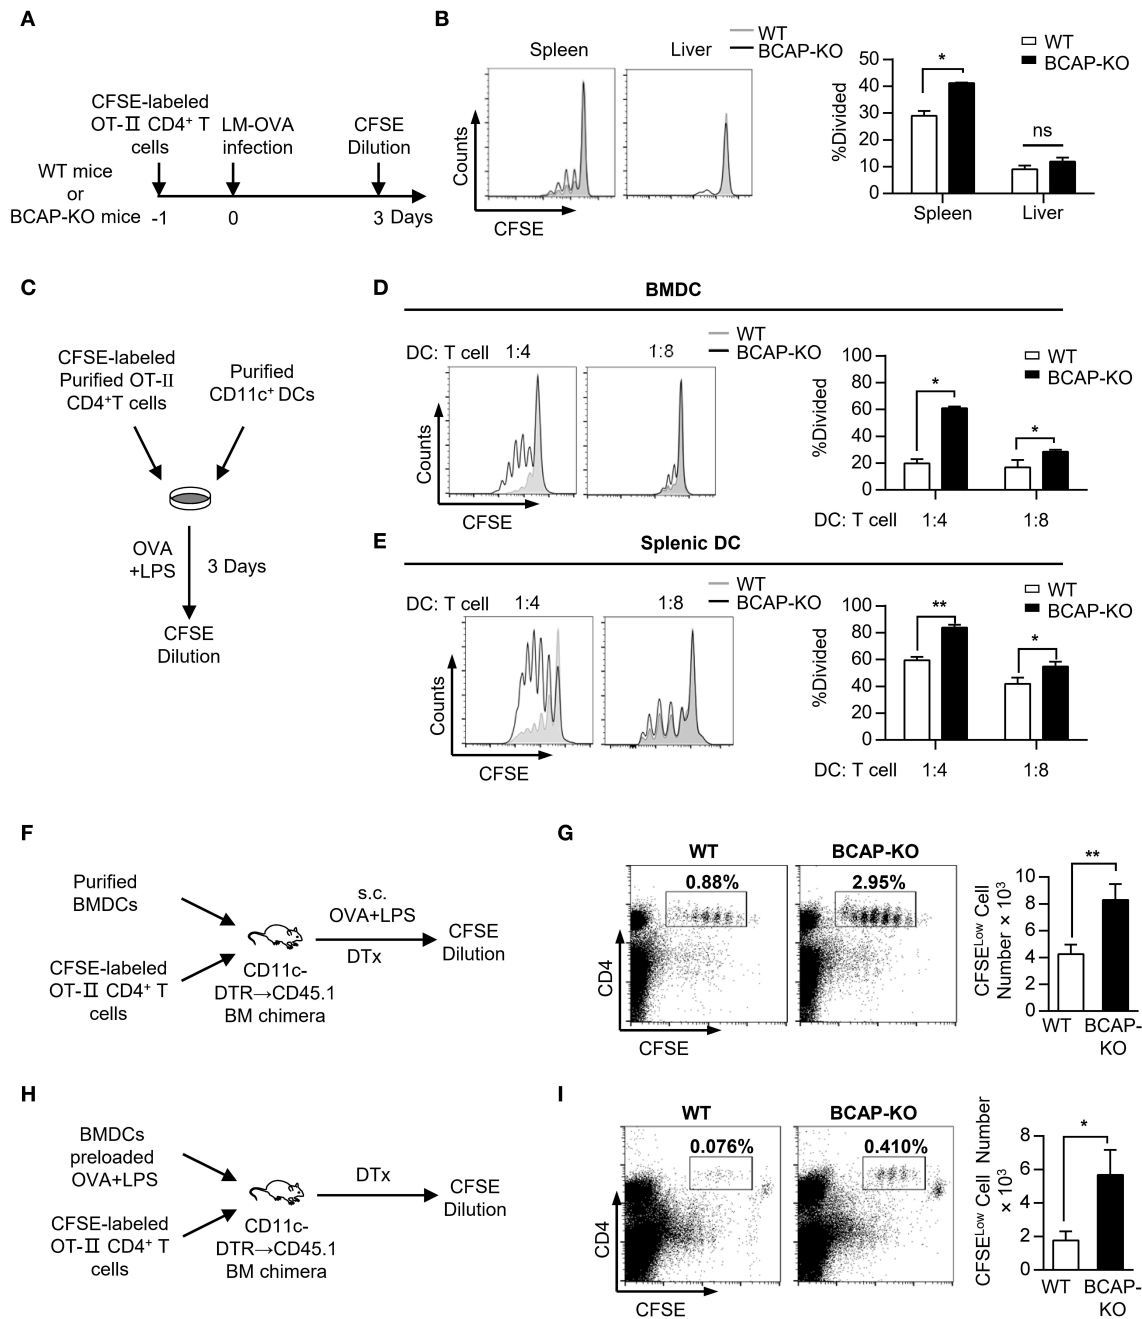 A
CFSE-labeled
OT-II CD4+ T
cells
LM-OVA
infection
CFSE
Dilution
WT mice
or
BCAP-KO mice
-1
0
3 Days
B
Spleen
Liver
WT
BCAP-KO
Counts
CFSE
%Divided
50
40
30
20
10
0
*
ns
Spleen
Liver
WT
BCAP-KO
C
CFSE-labeled
Purified OT-II
CD4+T cells
Purified
CD11c+ DCs
OVA
+LPS
3 Days
CFSE
Dilution
D
BMDC
DC: T cell
1:4
1:8
WT
BCAP-KO
Counts
CFSE
%Divided
100
80
60
40
20
0
*
*
WT
BCAP-KO
DC: T cell
1:4
1:8
E
Splenic DC
DC: T cell
1:4
1:8
WT
BCAP-KO
Counts
CFSE
%Divided
100
80
60
40
20
0
**
*
WT
BCAP-KO
DC: T cell
1:4
1:8
F
Purified
BMDCs
CFSE-labeled
OT-II CD4+ T
cells
CD11c-
DTR→CD45.1
BM chimera
s.c.
OVA+LPS
DTx
CFSE
Dilution
G
WT
BCAP-KO
0.88%
2.95%
CD4
CFSE
CFSELow Cell
Number × 10³
10
8
6
4
2
0
**
WT
BCAP-
KO
H
BMDCs
preloaded
OVA+LPS
CFSE-labeled
OT-II CD4+ T
cells
CD11c-
DTR→CD45.1
BM chimera
DTx
CFSE
Dilution
I
WT
BCAP-KO
0.076%
0.410%
CD4
CFSE
CFSELow Cell Number
× 10³
8
6
4
2
0
*
WT
BCAP-
KO